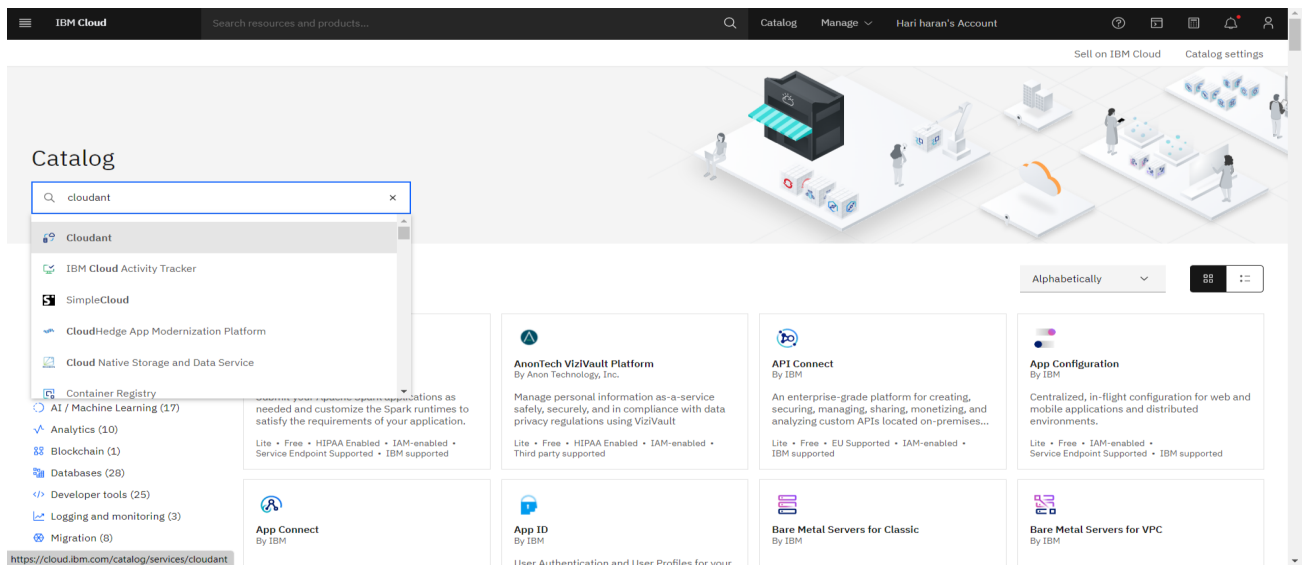 IBM Cloud
Search resources and products...
Catalog
Manage
Hari haran's Account
Sell on IBM Cloud
Catalog settings
Catalog
cloudant
Cloudant
IBM Cloud Activity Tracker
SimpleCloud
CloudHedge App Modernization Platform
Cloud Native Storage and Data Service
Container Registry
AI / Machine Learning (17)
Analytics (10)
Blockchain (1)
Databases (28)
Developer tools (25)
Logging and monitoring (3)
Migration (8)
https://cloud.ibm.com/catalog/services/cloudant
Alphabetically
Submit your Apache Spark applications as
needed and customize the Spark runtimes to
satisfy the requirements of your application.
Lite • Free • HIPAA Enabled • IAM-enabled •
Service Endpoint Supported • IBM supported
AnonTech ViziVault Platform
By Anon Technology, Inc.
Manage personal information as-a-service
safely, securely, and in compliance with data
privacy regulations using ViziVault
Lite • Free • HIPAA Enabled • IAM-enabled •
Third party supported
API Connect
By IBM
An enterprise-grade platform for creating,
securing, managing, sharing, monetizing, and
analyzing custom APIs located on-premises...
Lite • Free • EU Supported • IAM-enabled •
IBM supported
App Configuration
By IBM
Centralized, in-flight configuration for web and
mobile applications and distributed
environments.
Lite • Free • IAM-enabled •
Service Endpoint Supported • IBM supported
App Connect
By IBM
App ID
By IBM
User Authentication and User Profiles for your
Bare Metal Servers for Classic
By IBM
Bare Metal Servers for VPC
By IBM